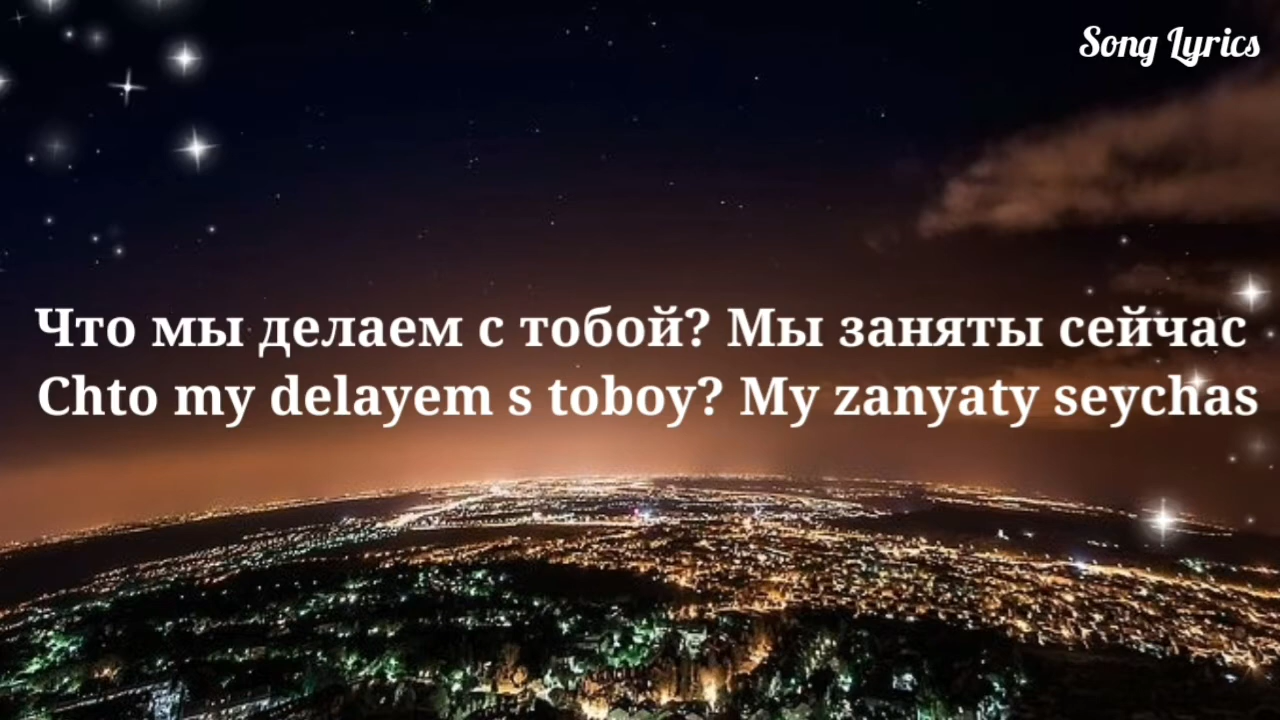 Song Lyrics
Что мы делаем с тобой? Мы заняты сейчас
Chto my delayem s toboy? My zanyaty seychas